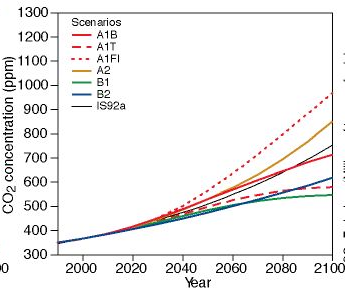 1300
1200
1100
1000
900
800
700
600
500
400
300
CO2 concentration (ppm)
Scenarios
A1B
A1T
A1FI
A2
B1
B2
IS92a
00
2000 2020 2040 2060 2080 2100
Year